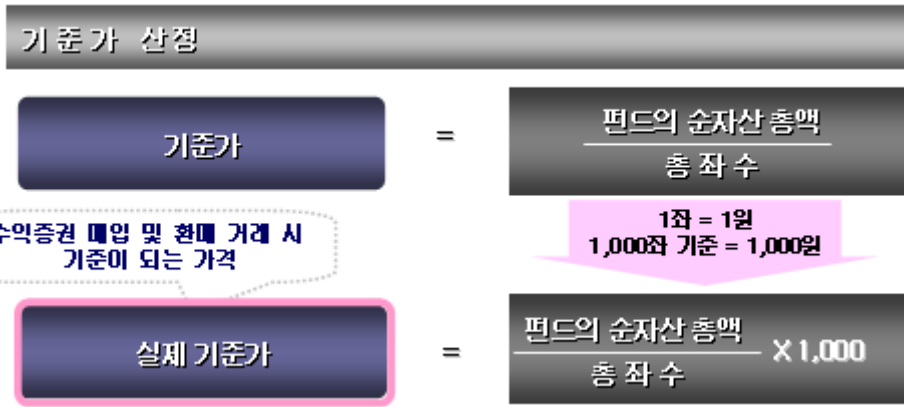 기준가 산정
기준가
=
펀드의 순자산 총액
총 좌 수
수익증권 매입 및 환매 거래 시
기준이 되는 가격
1좌 = 1원
1,000좌 기준 = 1,000원
실제 기준가
=
펀드의 순자산 총액
총 좌 수
X 1,000